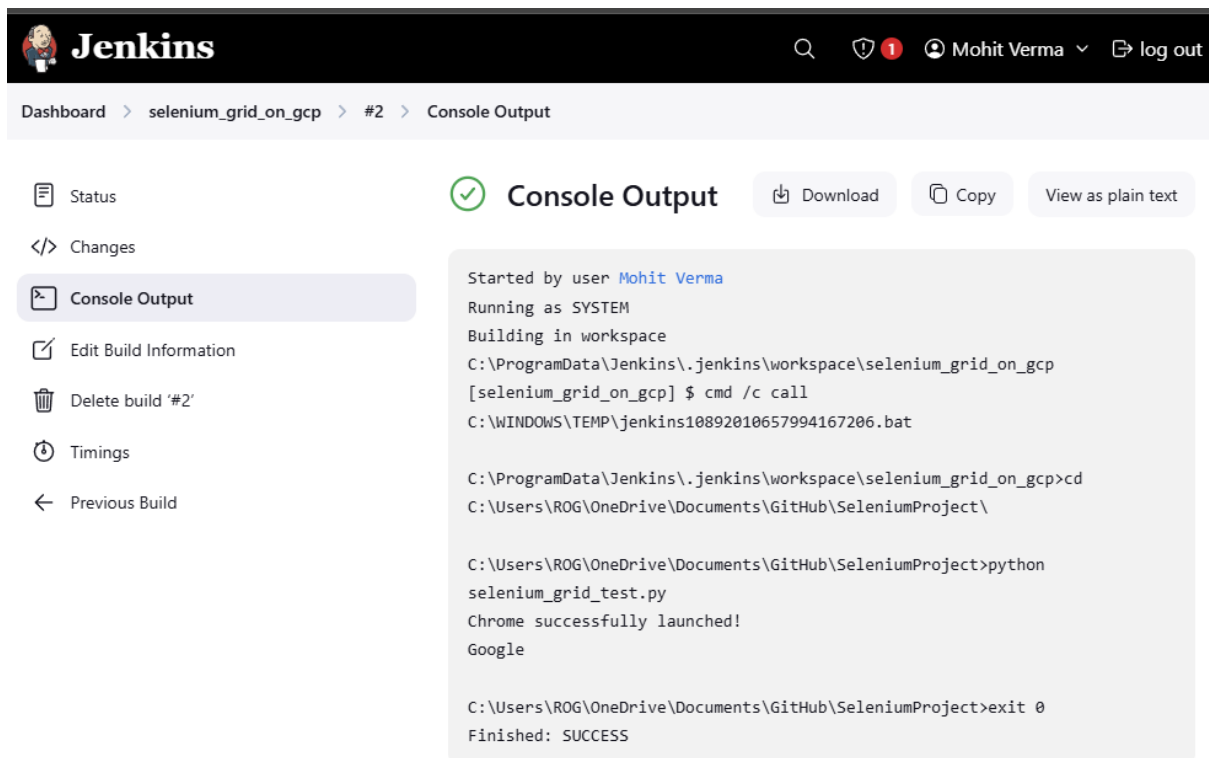 Jenkins
1
Mohit Verma
log out
Dashboard > selenium_grid_on_gcp > #2 > Console Output
Status
Changes
Console Output
Edit Build Information
Delete build ‘#2’
Timings
Previous Build
Console Output
Download
Copy
View as plain text
Started by user Mohit Verma
Running as SYSTEM
Building in workspace
C:\ProgramData\Jenkins\.jenkins\workspace\selenium_grid_on_gcp
[selenium_grid_on_gcp] $ cmd /c call
C:\WINDOWS\TEMP\jenkins10892010657994167206.bat
C:\ProgramData\Jenkins\.jenkins\workspace\selenium_grid_on_gcp>cd
C:\Users\ROG\OneDrive\Documents\GitHub\SeleniumProject\
C:\Users\ROG\OneDrive\Documents\GitHub\SeleniumProject>python
selenium_grid_test.py
Chrome successfully launched!
Google
C:\Users\ROG\OneDrive\Documents\GitHub\SeleniumProject>exit 0
Finished: SUCCESS